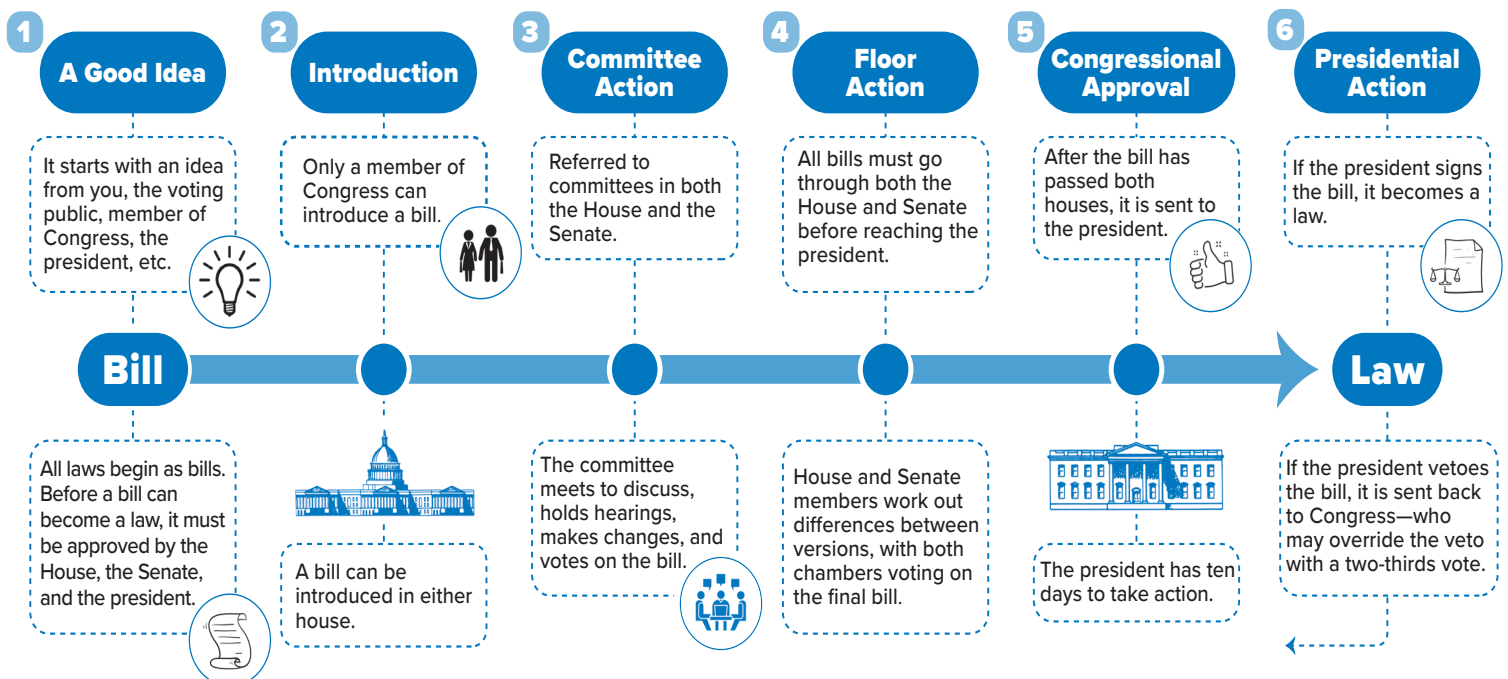 1
A Good Idea
It starts with an idea
from you, the voting
public, member of
Congress, the
president, etc.
Bill
All laws begin as bills.
Before a bill can
become a law, it must
be approved by the
House, the Senate,
and the president.
2
Introduction
Only a member of
Congress can
introduce a bill.
A bill can be
introduced in either
house.
3
Committee
Action
Referred to
committees in both
the House and the
Senate.
The committee
meets to discuss,
holds hearings,
makes changes, and
votes on the bill.
4
Floor
Action
All bills must go
through both the
House and Senate
before reaching the
president.
House and Senate
members work out
differences between
versions, with both
chambers voting on
the final bill.
5
Congressional
Approval
After the bill has
passed both
houses, it is sent to
the president.
The president has ten
days to take action.
6
Presidential
Action
If the president signs
the bill, it becomes a
law.
Law
If the president vetoes
the bill, it is sent back
to Congress—who
may override the veto
with a two-thirds vote.